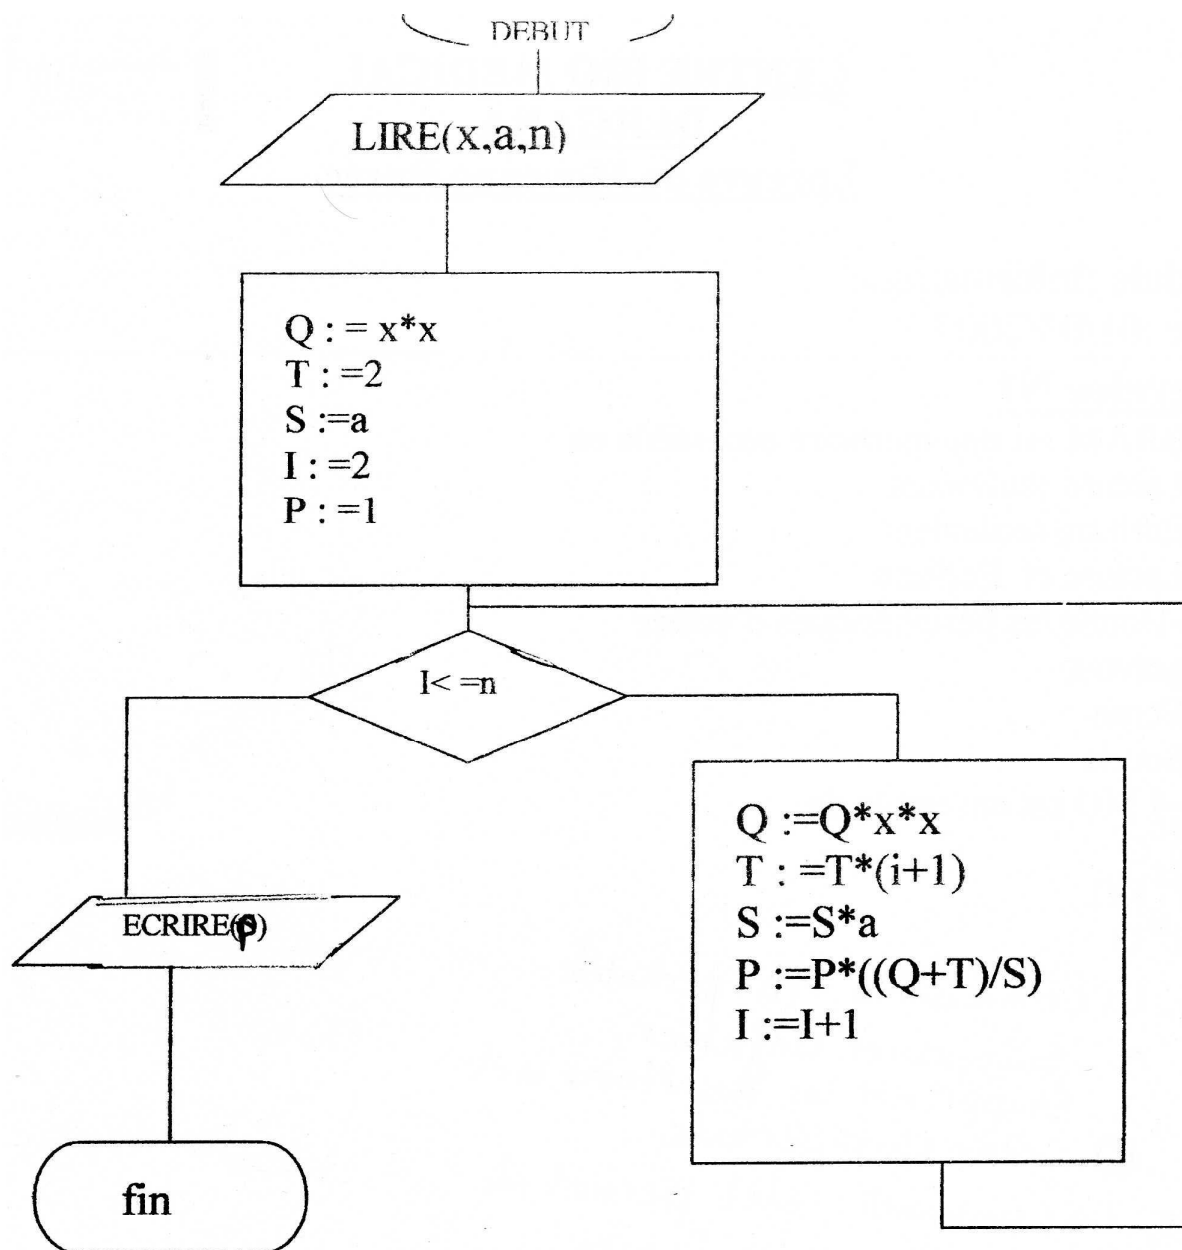 DEBUT
LIRE(x,a,n)
Q : = x*x
T : =2
S :=a
I : =2
P : =1
I< =n
Q :=Q*x*x
T : =T*(i+1)
S :=S*a
P :=P*((Q+T)/S)
I :=I+1
ECRIRE(P)
fin